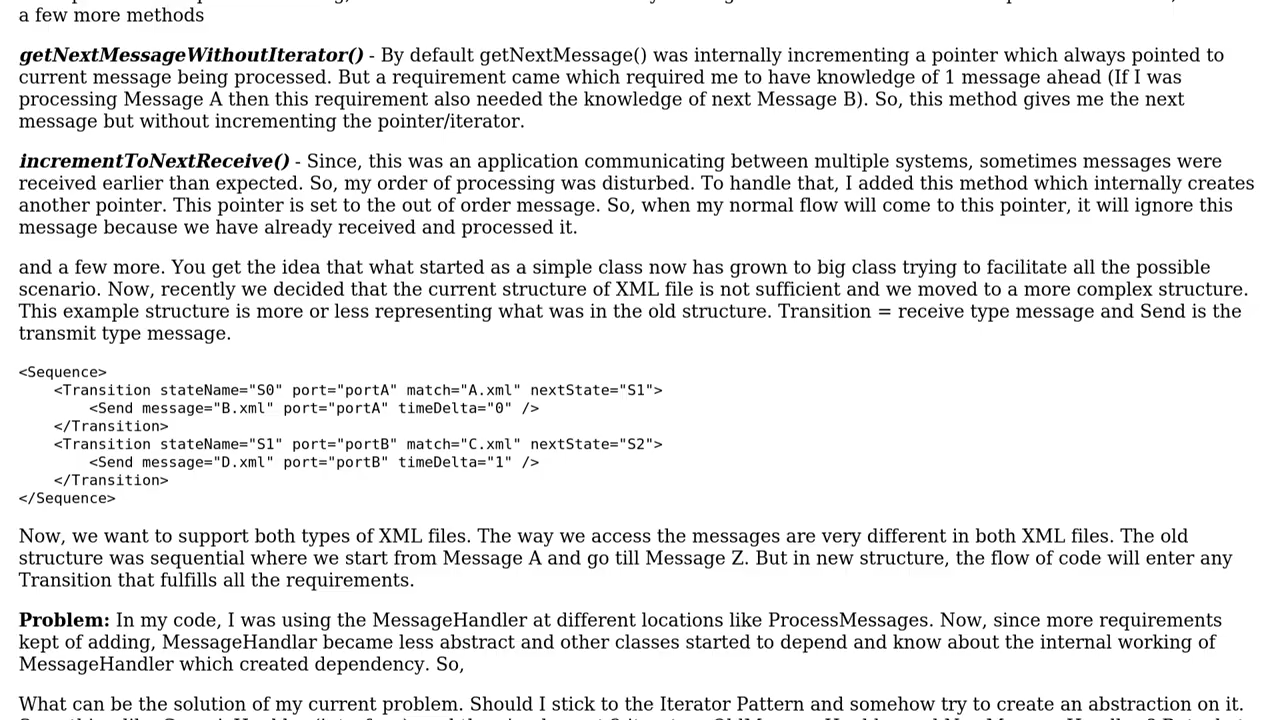 a few more methods
getNextMessageWithoutIterator() - By default getNextMessage() was internally incrementing a pointer which always pointed to
current message being processed. But a requirement came which required me to have knowledge of 1 message ahead (If I was
processing Message A then this requirement also needed the knowledge of next Message B). So, this method gives me the next
message but without incrementing the pointer/iterator.
incrementToNextReceive() - Since, this was an application communicating between multiple systems, sometimes messages were
received earlier than expected. So, my order of processing was disturbed. To handle that, I added this method which internally creates
another pointer. This pointer is set to the out of order message. So, when my normal flow will come to this pointer, it will ignore this
message because we have already received and processed it.
and a few more. You get the idea that what started as a simple class now has grown to big class trying to facilitate all the possible
scenario. Now, recently we decided that the current structure of XML file is not sufficient and we moved to a more complex structure.
This example structure is more or less representing what was in the old structure. Transition = receive type message and Send is the
transmit type message.
<Sequence>
    <Transition stateName="S0" port="portA" match="A.xml" nextState="S1">
        <Send message="B.xml" port="portA" timeDelta="0" />
    </Transition>
    <Transition stateName="S1" port="portB" match="C.xml" nextState="S2">
        <Send message="D.xml" port="portB" timeDelta="1" />
    </Transition>
</Sequence>
Now, we want to support both types of XML files. The way we access the messages are very different in both XML files. The old
structure was sequential where we start from Message A and go till Message Z. But in new structure, the flow of code will enter any
Transition that fulfills all the requirements.
Problem: In my code, I was using the MessageHandler at different locations like ProcessMessages. Now, since more requirements
kept of adding, MessageHandlar became less abstract and other classes started to depend and know about the internal working of
MessageHandler which created dependency. So,
What can be the solution of my current problem. Should I stick to the Iterator Pattern and somehow try to create an abstraction on it.